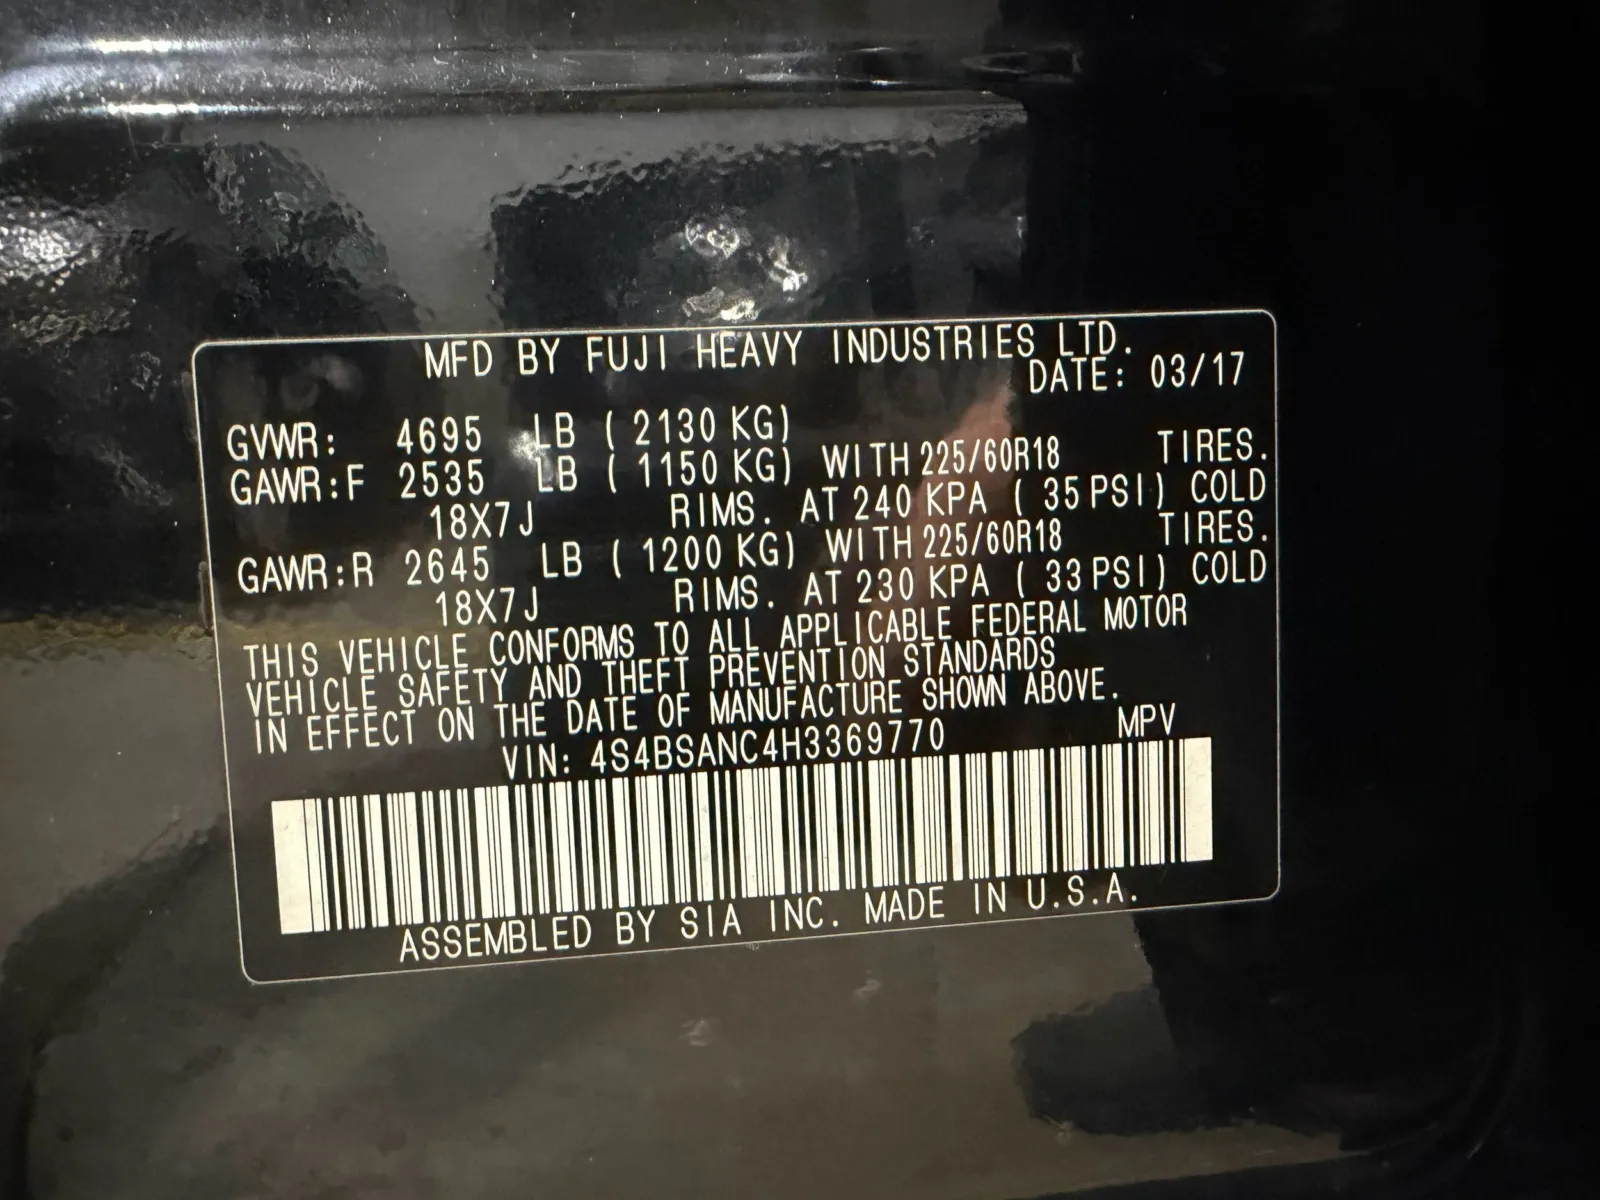 MFD BY FUJI HEAVY INDUSTRIES LTD.
DATE: 03/17
GVWR: 4695 LB ( 2130 KG)
GAWR:F 2535 LB ( 1150 KG) WITH 225/60R18 TIRES.
18X7J RIMS. AT 240 KPA ( 35 PSI) COLD
GAWR:R 2645 LB ( 1200 KG) WITH 225/60R18 TIRES.
18X7J RIMS. AT 230 KPA ( 33 PSI) COLD
THIS VEHICLE CONFORMS TO ALL APPLICABLE FEDERAL MOTOR
VEHICLE SAFETY AND THEFT PREVENTION STANDARDS
IN EFFECT ON THE DATE OF MANUFACTURE SHOWN ABOVE.
VIN: 4S4BSANC4H3369770 MPV
ASSEMBLED BY SIA INC. MADE IN U.S.A.